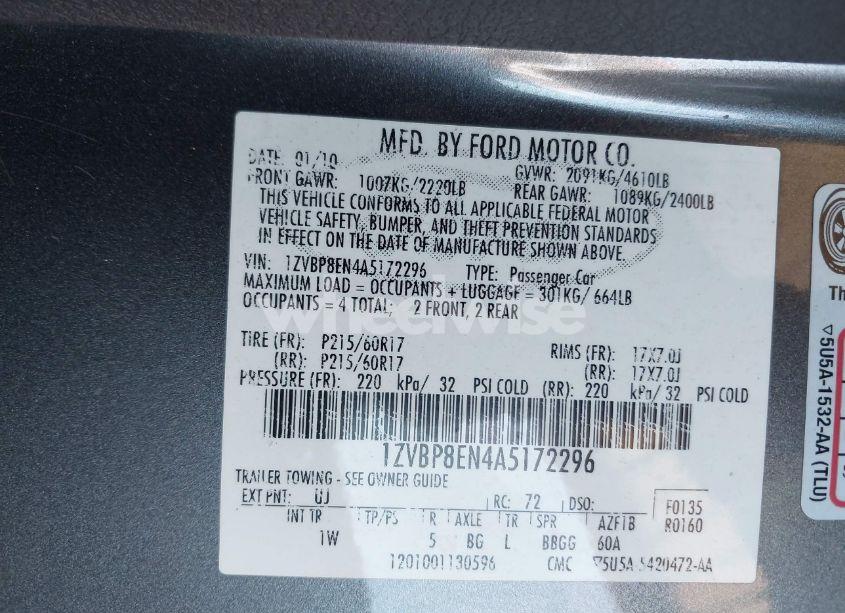 MFD. BY FORD MOTOR CO.
DATE: 01/10 GVWR: 2091KG/4610LB
FRONT GAWR: 1007KG/2220LB REAR GAWR: 1089KG/2400LB
THIS VEHICLE CONFORMS TO ALL APPLICABLE FEDERAL MOTOR
VEHICLE SAFETY, BUMPER, AND THEFT PREVENTION STANDARDS
IN EFFECT ON THE DATE OF MANUFACTURE SHOWN ABOVE.
VIN: 1ZVBP8EN4A5172296 TYPE: Passenger Car
MAXIMUM LOAD = OCCUPANTS + LUGGAGE = 301KG/ 664LB
OCCUPANTS = 4 TOTAL; 2 FRONT, 2 REAR
wheelwise
TIRE (FR): P215/60R17 RIMS (FR): 17X7.0J
(RR): P215/60R17 (RR): 17X7.0J
PRESSURE (FR): 220 kPa/ 32 PSI COLD (RR): 220 kPa/ 32 PSI COLD
1ZVBP8EN4A5172296
TRAILER TOWING - SEE OWNER GUIDE
EXT PNT: UJ RC: 72 DSO: F0135
INT TR TP/PS R AXLE TR SPR AZF1B R0160
1W 5 BG L BBGG 60A
1201001130596 CMC ▽5U5A 5420472-AA
Th
▽5U5A-1532-AA (TLU)